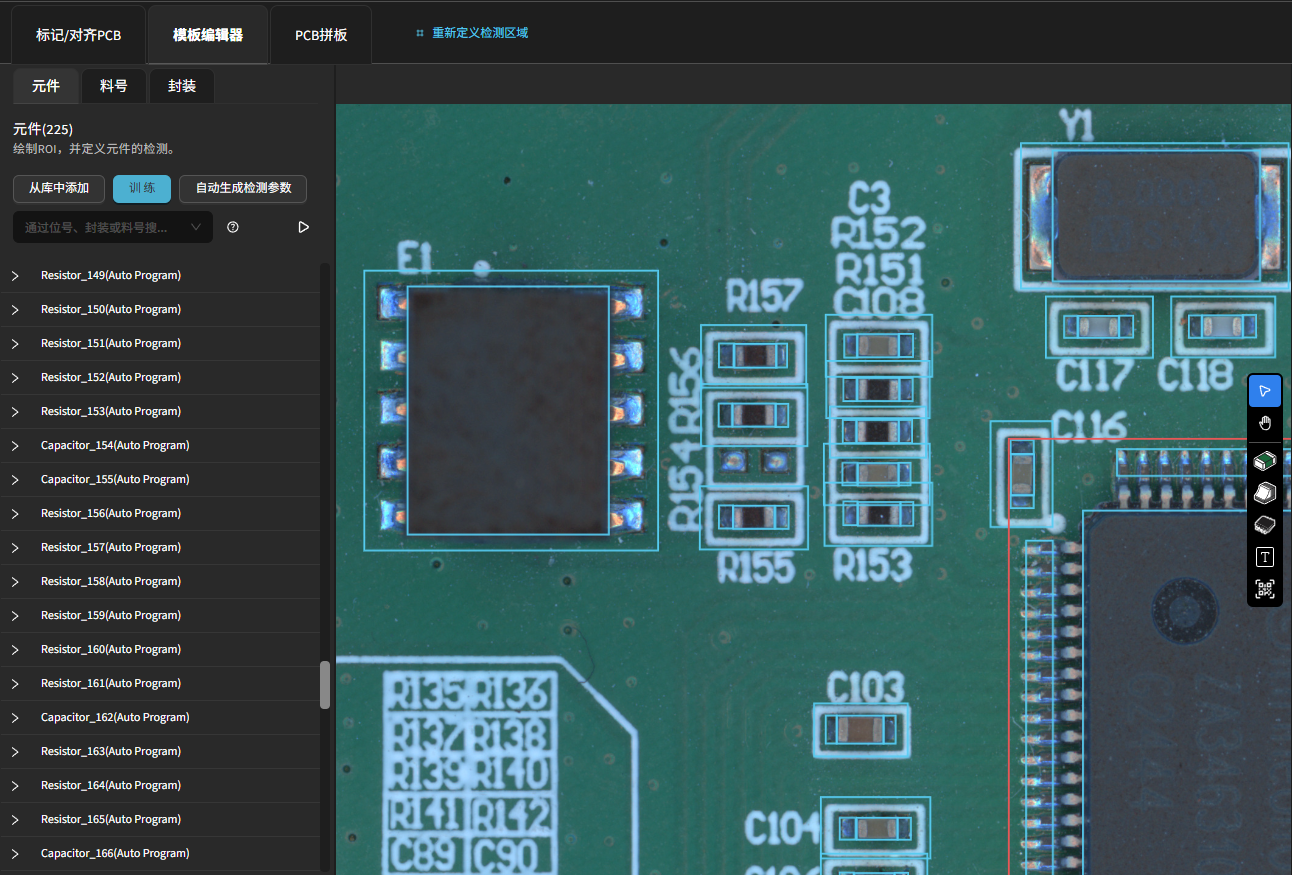 标记/对齐PCB
模板编辑器
PCB拼板
重新定义检测区域
元件
料号
封装
元件(225)
绘制ROI，并定义元件的检测。
从库中添加
训 练
自动生成检测参数
通过位号、封装或料号搜...
Resistor_149(Auto Program)
Resistor_150(Auto Program)
Resistor_151(Auto Program)
Resistor_152(Auto Program)
Resistor_153(Auto Program)
Capacitor_154(Auto Program)
Capacitor_155(Auto Program)
Resistor_156(Auto Program)
Resistor_157(Auto Program)
Resistor_158(Auto Program)
Resistor_159(Auto Program)
Resistor_160(Auto Program)
Resistor_161(Auto Program)
Capacitor_162(Auto Program)
Resistor_163(Auto Program)
Resistor_164(Auto Program)
Resistor_165(Auto Program)
Capacitor_166(Auto Program)
Y1
E1
C3
R152
R151
C108
R157
R156
R154
R155
R153
C117
C118
C116
T
C103
R135 R136
R137 R138
R139 R140
R141 R142
C89 C90
C104